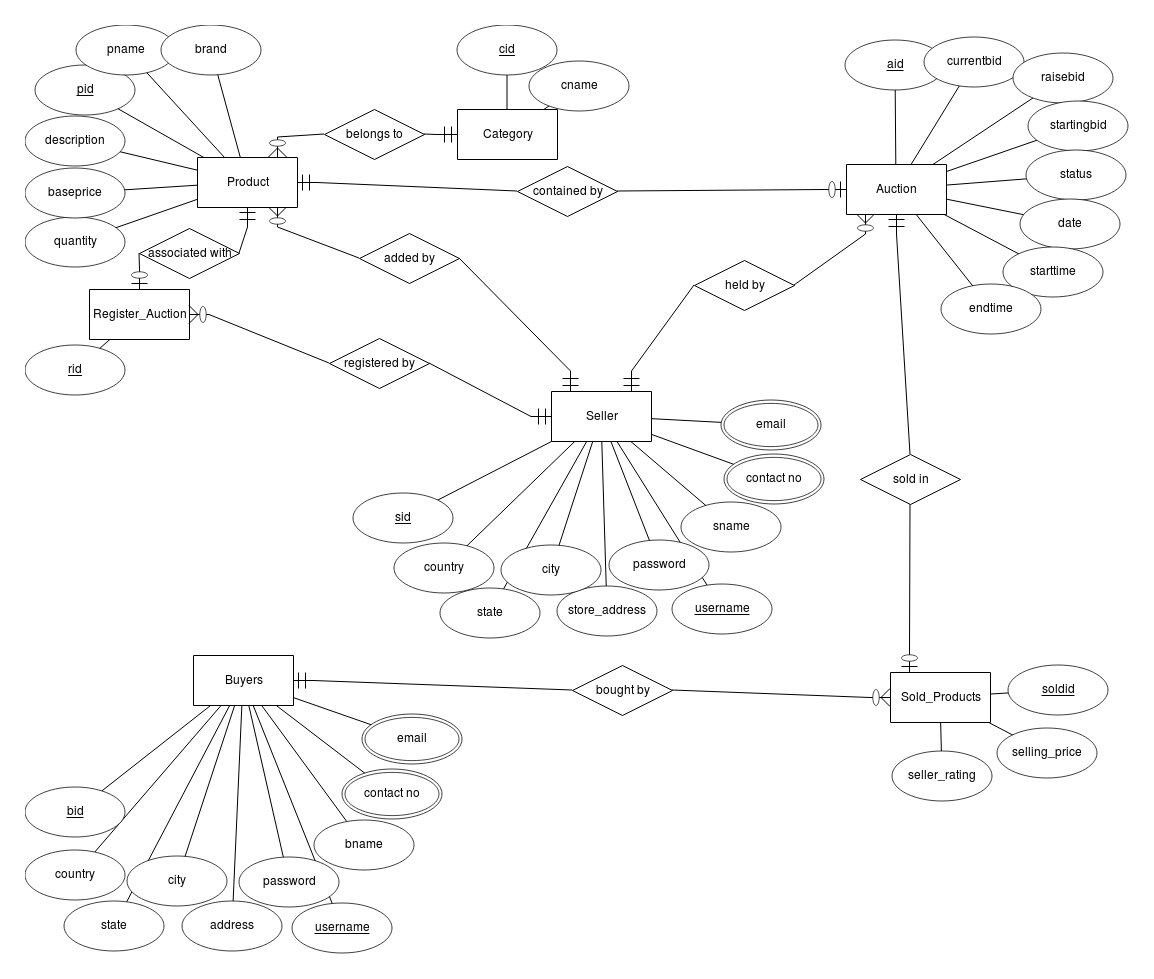 pname
brand
pid
description
baseprice
quantity
Product
belongs to
cid
cname
Category
contained by
aid
currentbid
raisebid
startingbid
status
date
starttime
endtime
Auction
associated with
added by
held by
Register_Auction
rid
registered by
Seller
email
contact no
sname
sid
country
city
password
state
store_address
username
sold in
Buyers
bought by
Sold_Products
soldid
selling_price
seller_rating
email
contact no
bname
bid
country
city
password
state
address
username